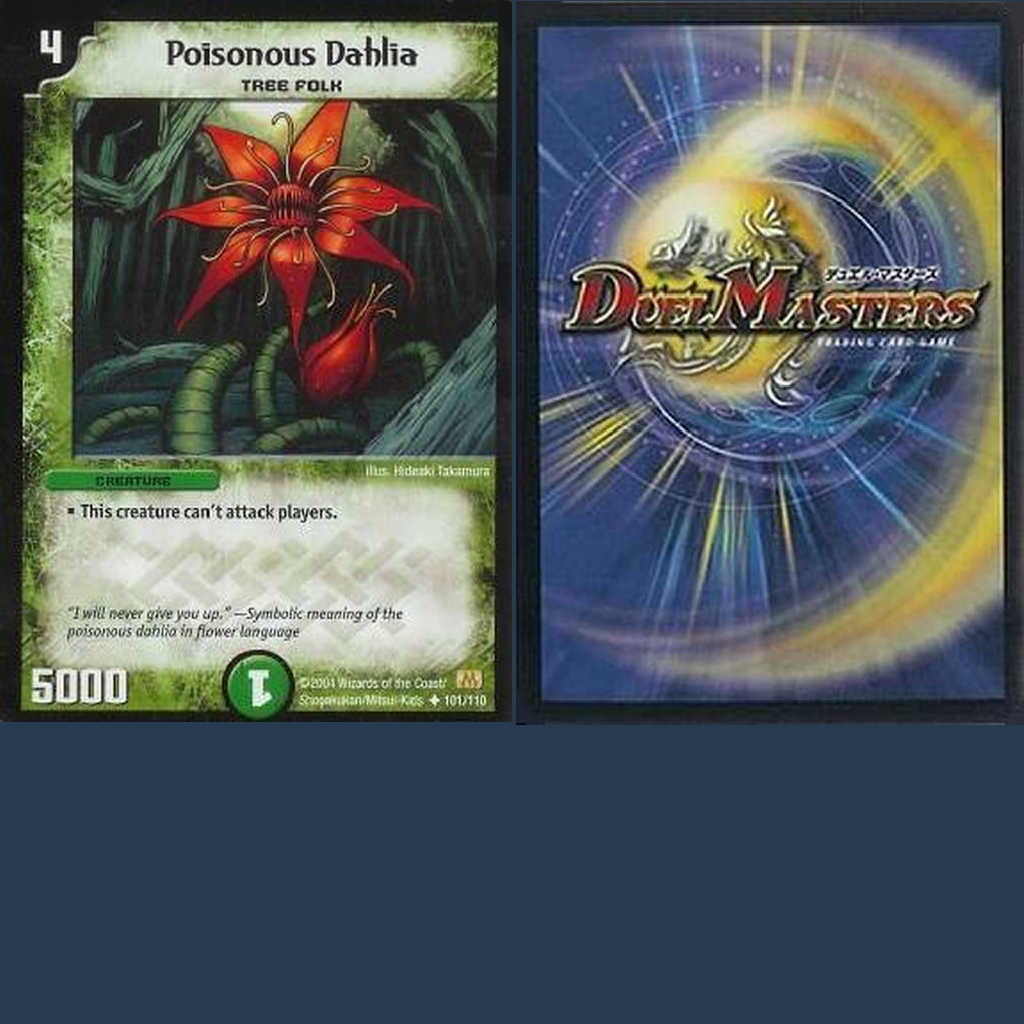 4
Poisonous Dahlia
TREE FOLK
illus. Hideaki Takamura
CREATURE
▪ This creature can't attack players.
"I will never give you up." —Symbolic meaning of the
poisonous dahlia in flower language
5000
1
©2004 Wizards of the Coast/
Shogakukan/Mitsui-Kids ◆ 101/110
デュエル・マスターズ
DUEL MASTERS
TRADING CARD GAME